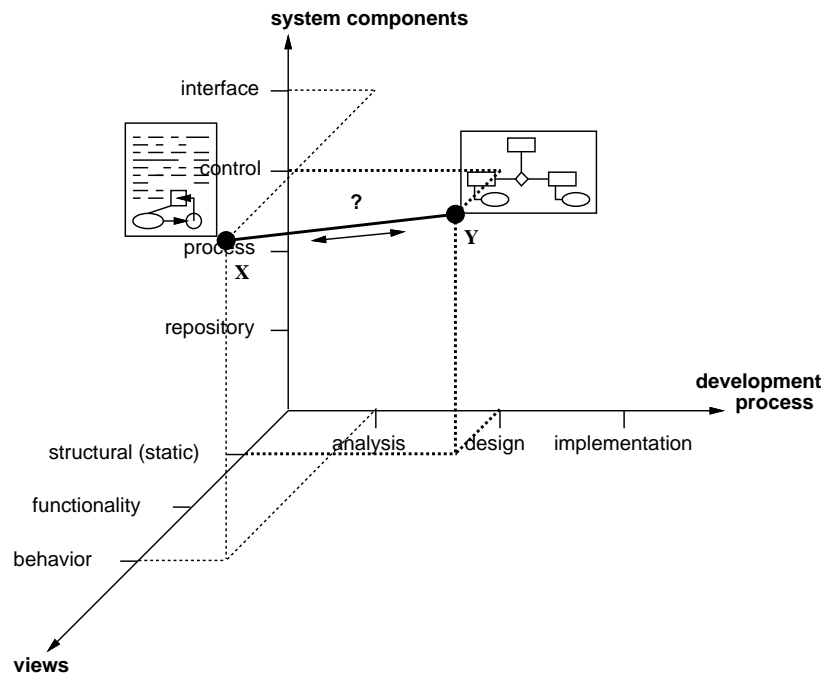 system components
interface
control
?
process
X
Y
repository
development
process
analysis
design
implementation
structural (static)
functionality
behavior
views